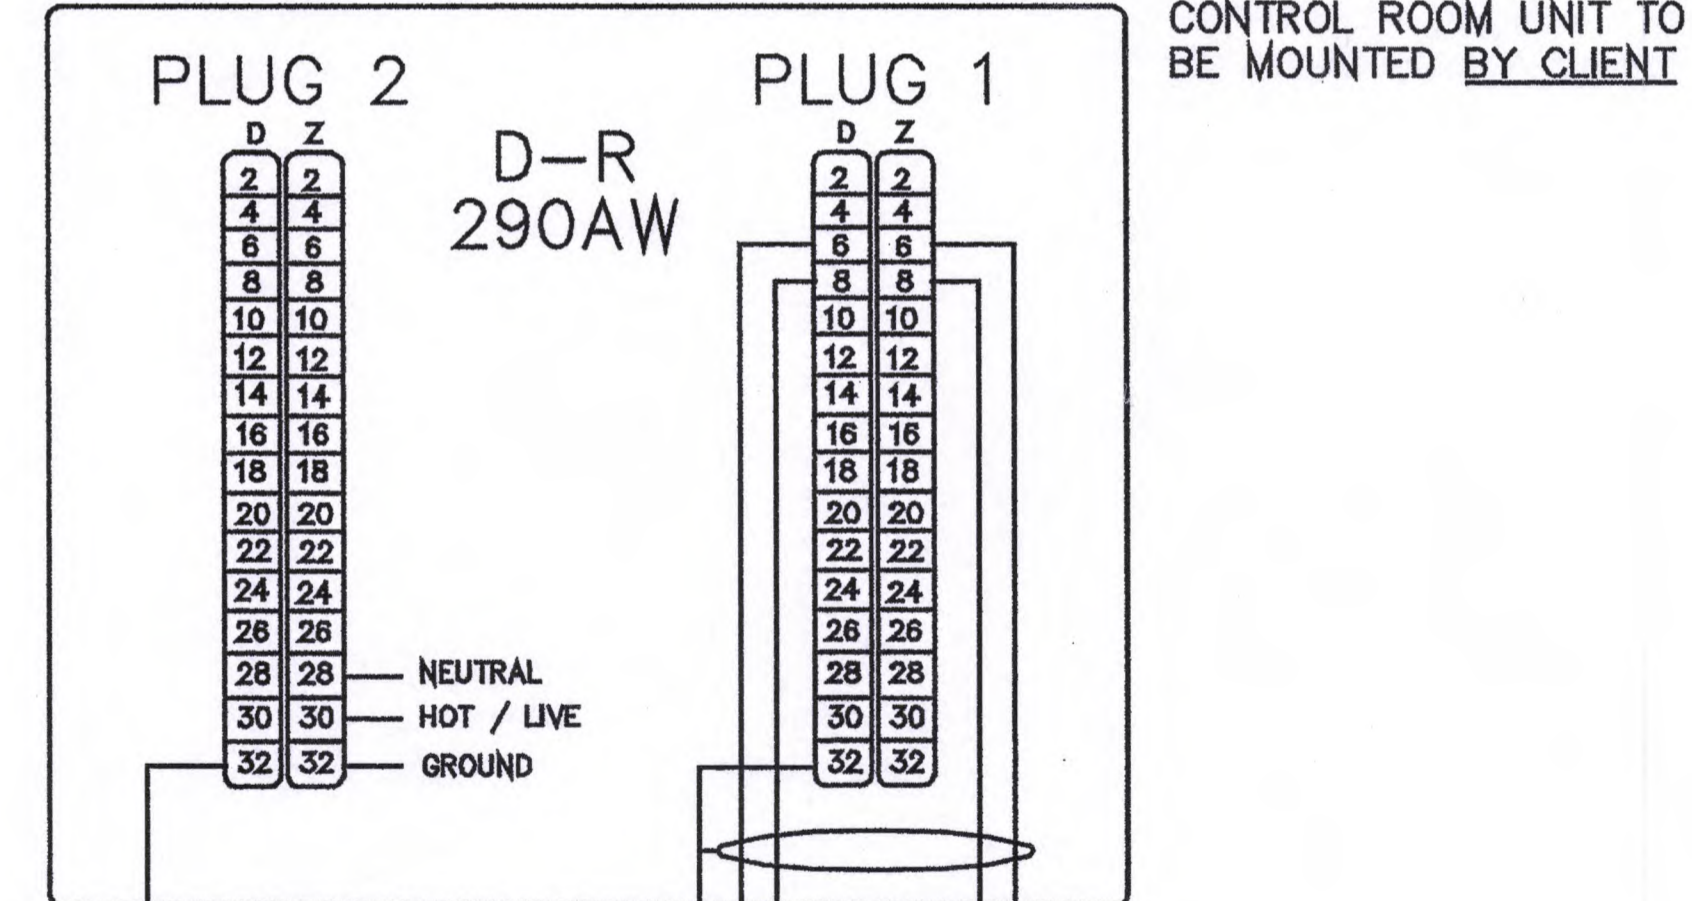 CONTROL ROOM UNIT TO
BE MOUNTED BY CLIENT
PLUG 2
D Z
2 2
4 4
6 6
8 8
10 10
12 12
14 14
16 16
18 18
20 20
22 22
24 24
26 26
28 28 NEUTRAL
30 30 HOT / LIVE
32 32 GROUND
D-R
290AW
PLUG 1
D Z
2 2
4 4
6 6
8 8
10 10
12 12
14 14
16 16
18 18
20 20
22 22
24 24
26 26
28 28
30 30
32 32